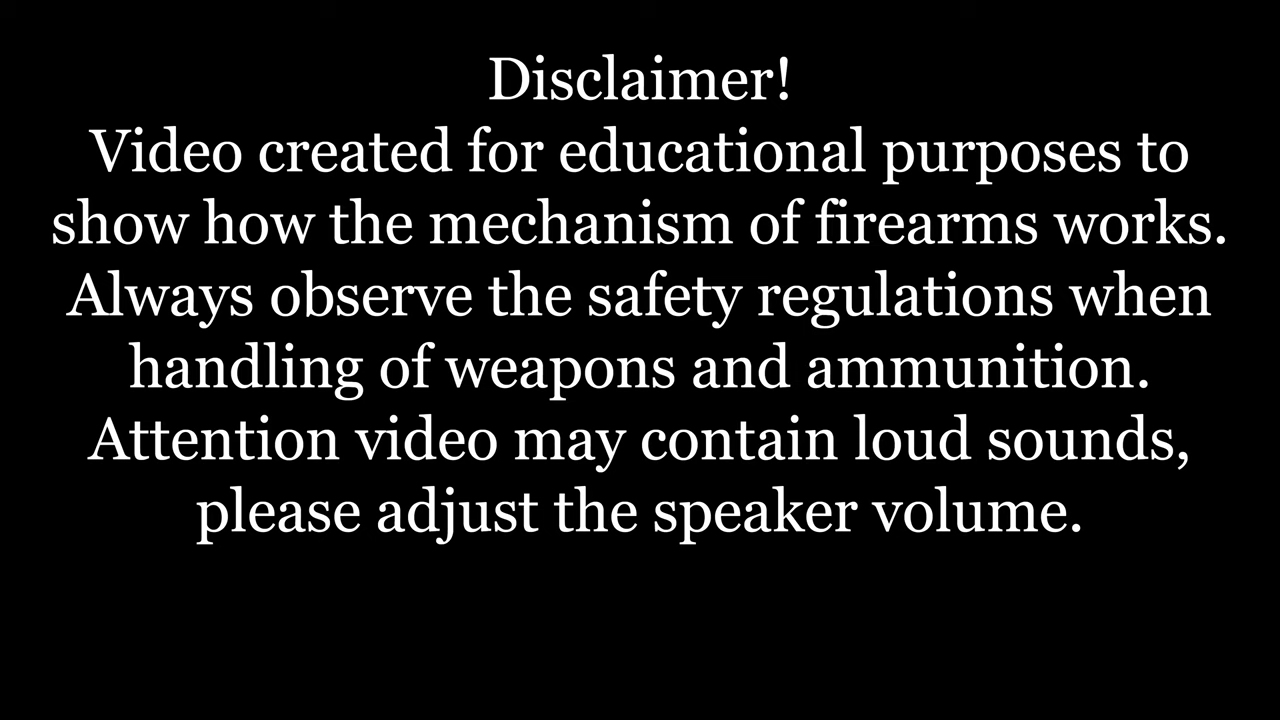 Disclaimer!
Video created for educational purposes to
show how the mechanism of firearms works.
Always observe the safety regulations when
handling of weapons and ammunition.
Attention video may contain loud sounds,
please adjust the speaker volume.